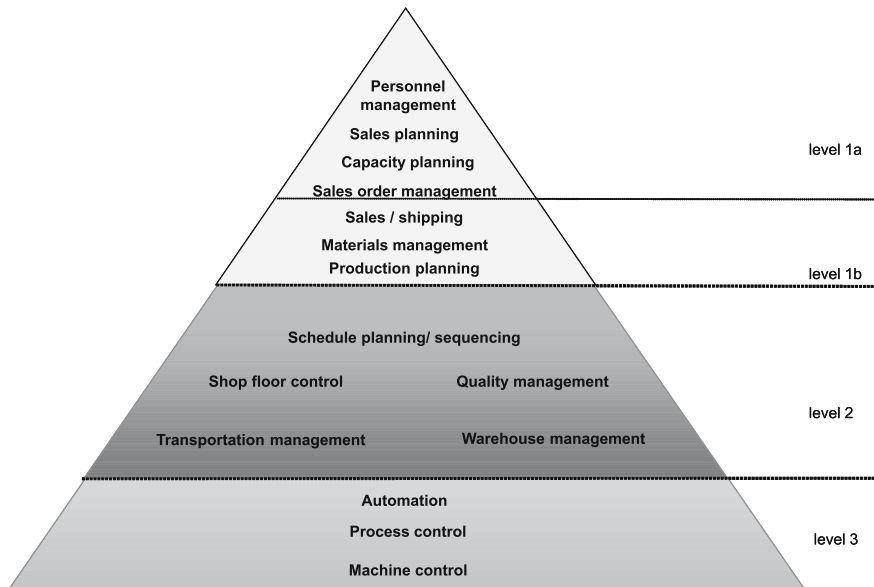 Personnel
management
Sales planning
Capacity planning
level 1a
Sales order management
Sales / shipping
Materials management
Production planning
level 1b
Schedule planning/ sequencing
Shop floor control
Quality management
level 2
Transportation management
Warehouse management
Automation
Process control
level 3
Machine control